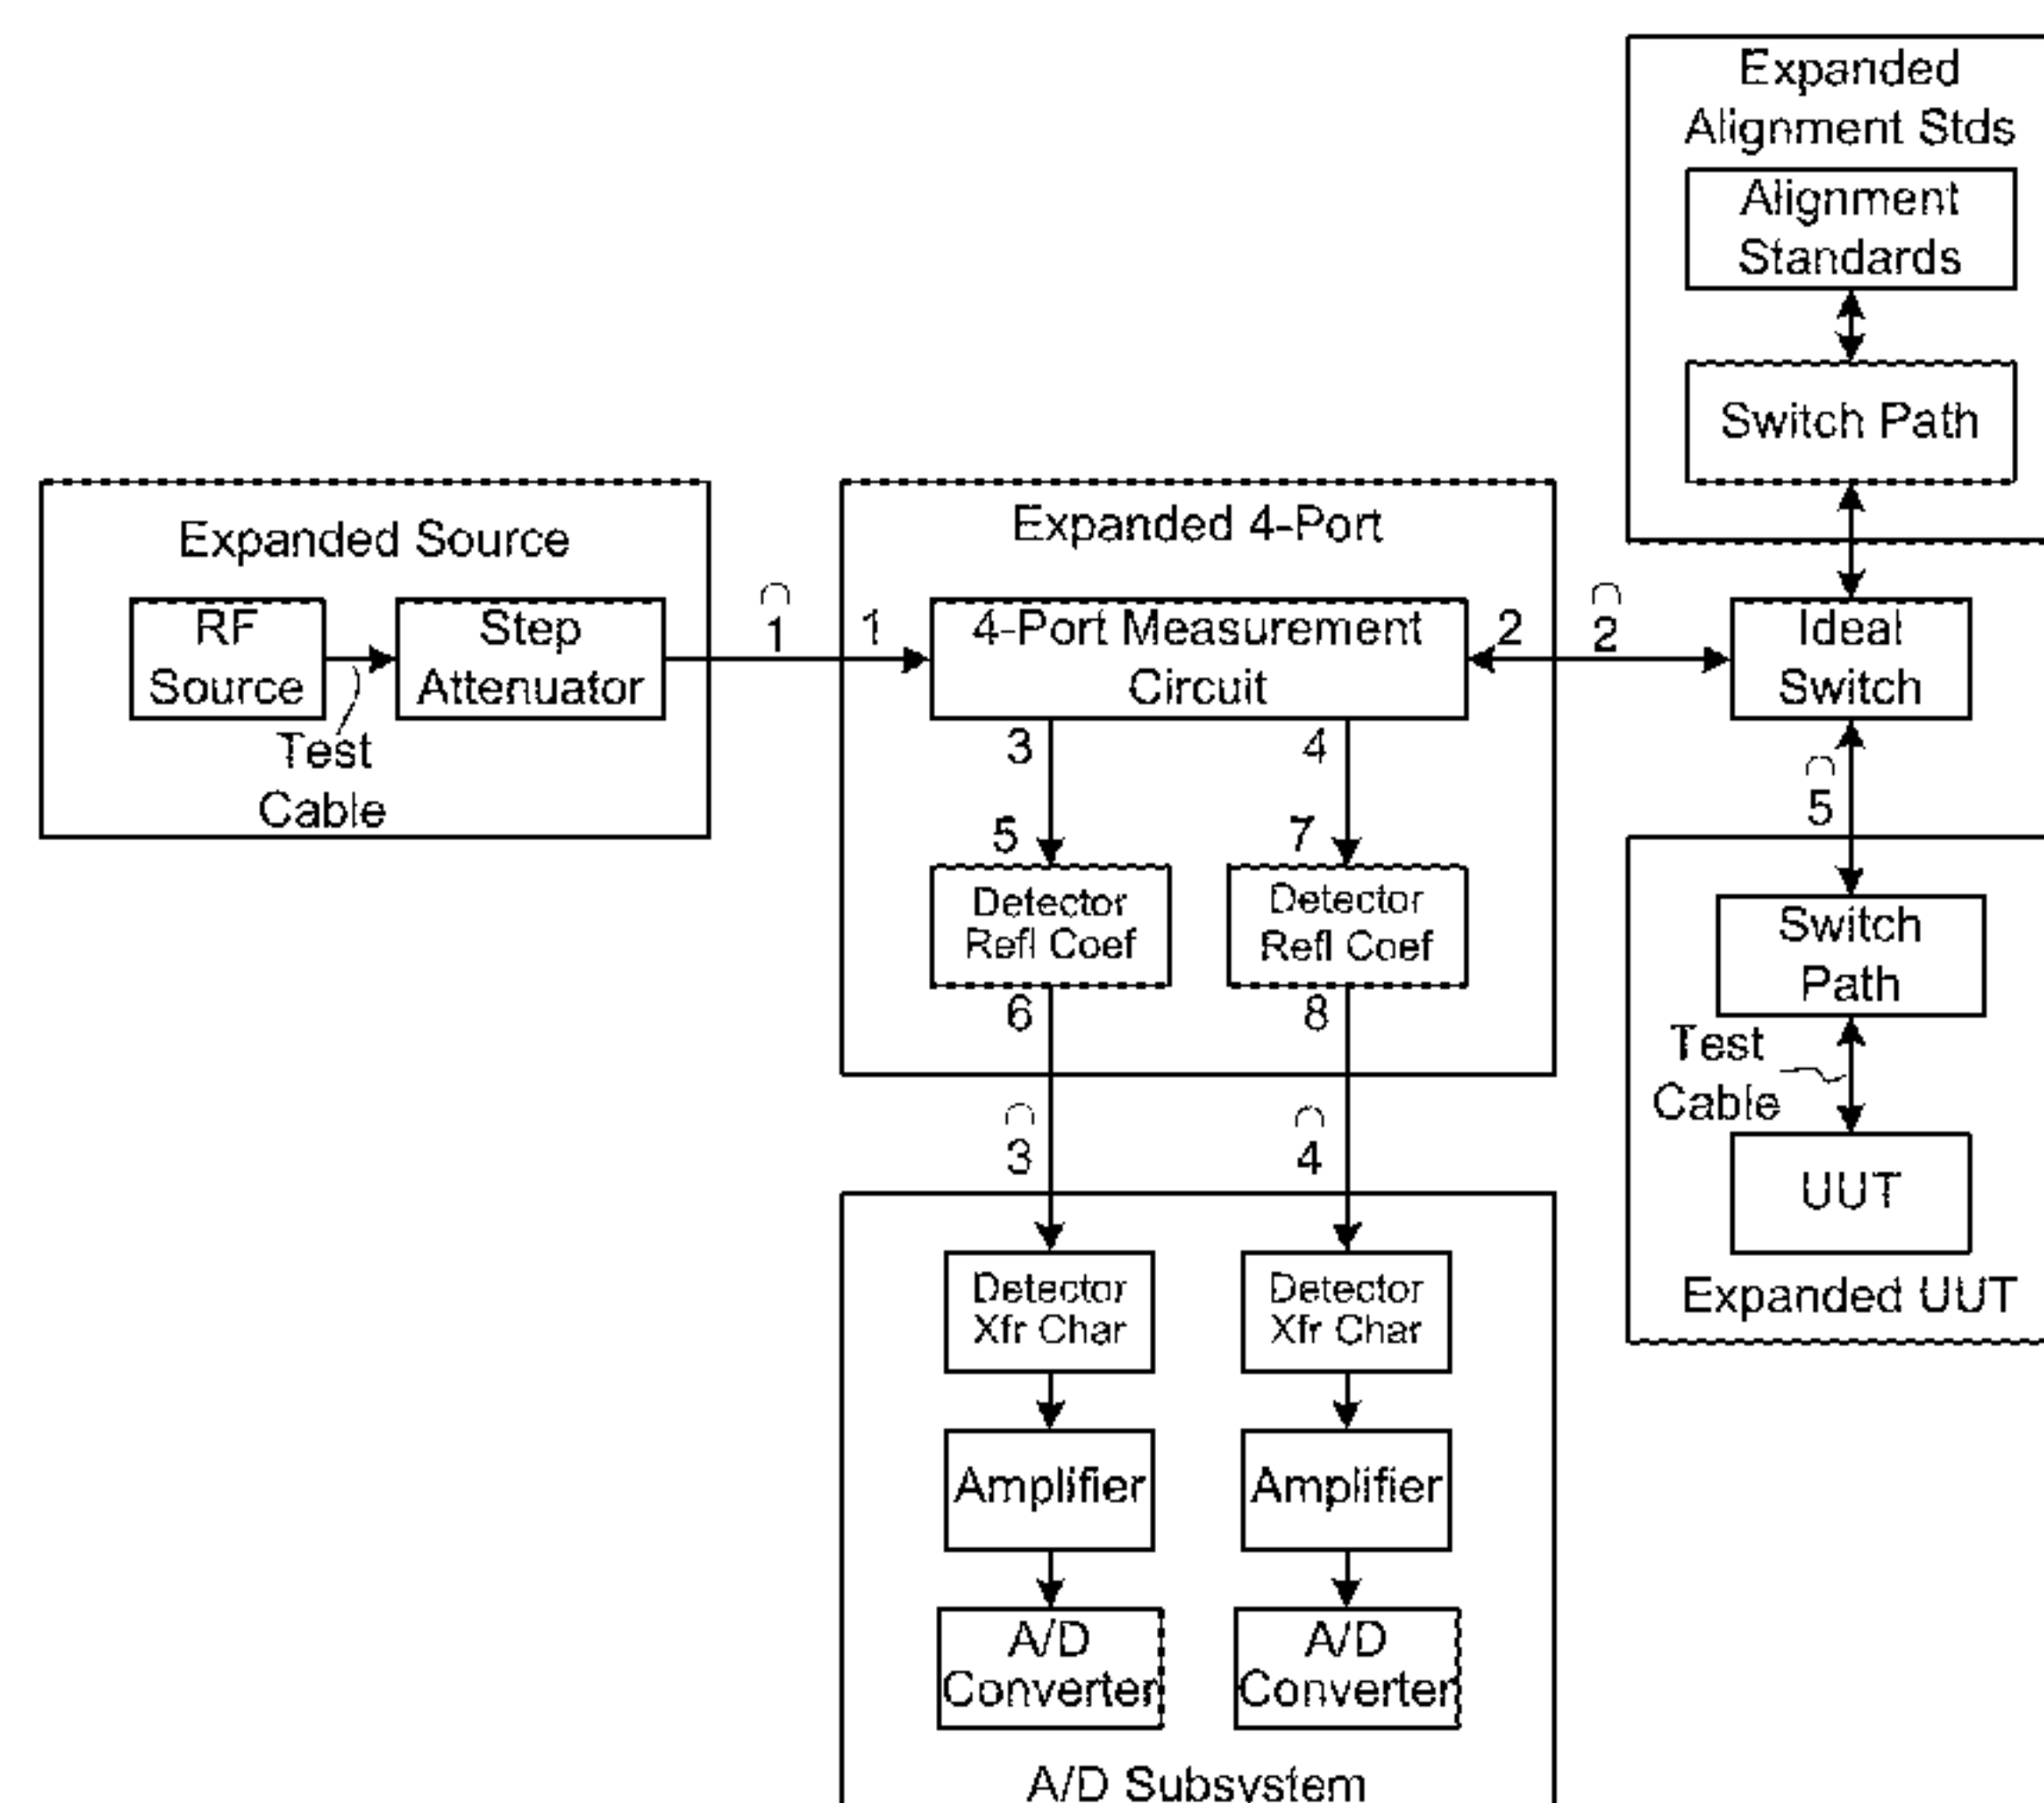 Expanded
Alignment Stds
Alignment
Standards
Switch Path
Expanded Source
RF
Source
Step
Attenuator
Test
Cable
1
1
Expanded 4-Port
4-Port Measurement
Circuit
2
2
Ideal
Switch
3
4
5
7
5
Detector
Refl Coef
Detector
Refl Coef
6
8
Switch
Path
Test
Cable
UUT
Expanded UUT
3
4
Detector
Xfr Char
Detector
Xfr Char
Amplifier
Amplifier
A/D
Converter
A/D
Converter
A/D Subsystem